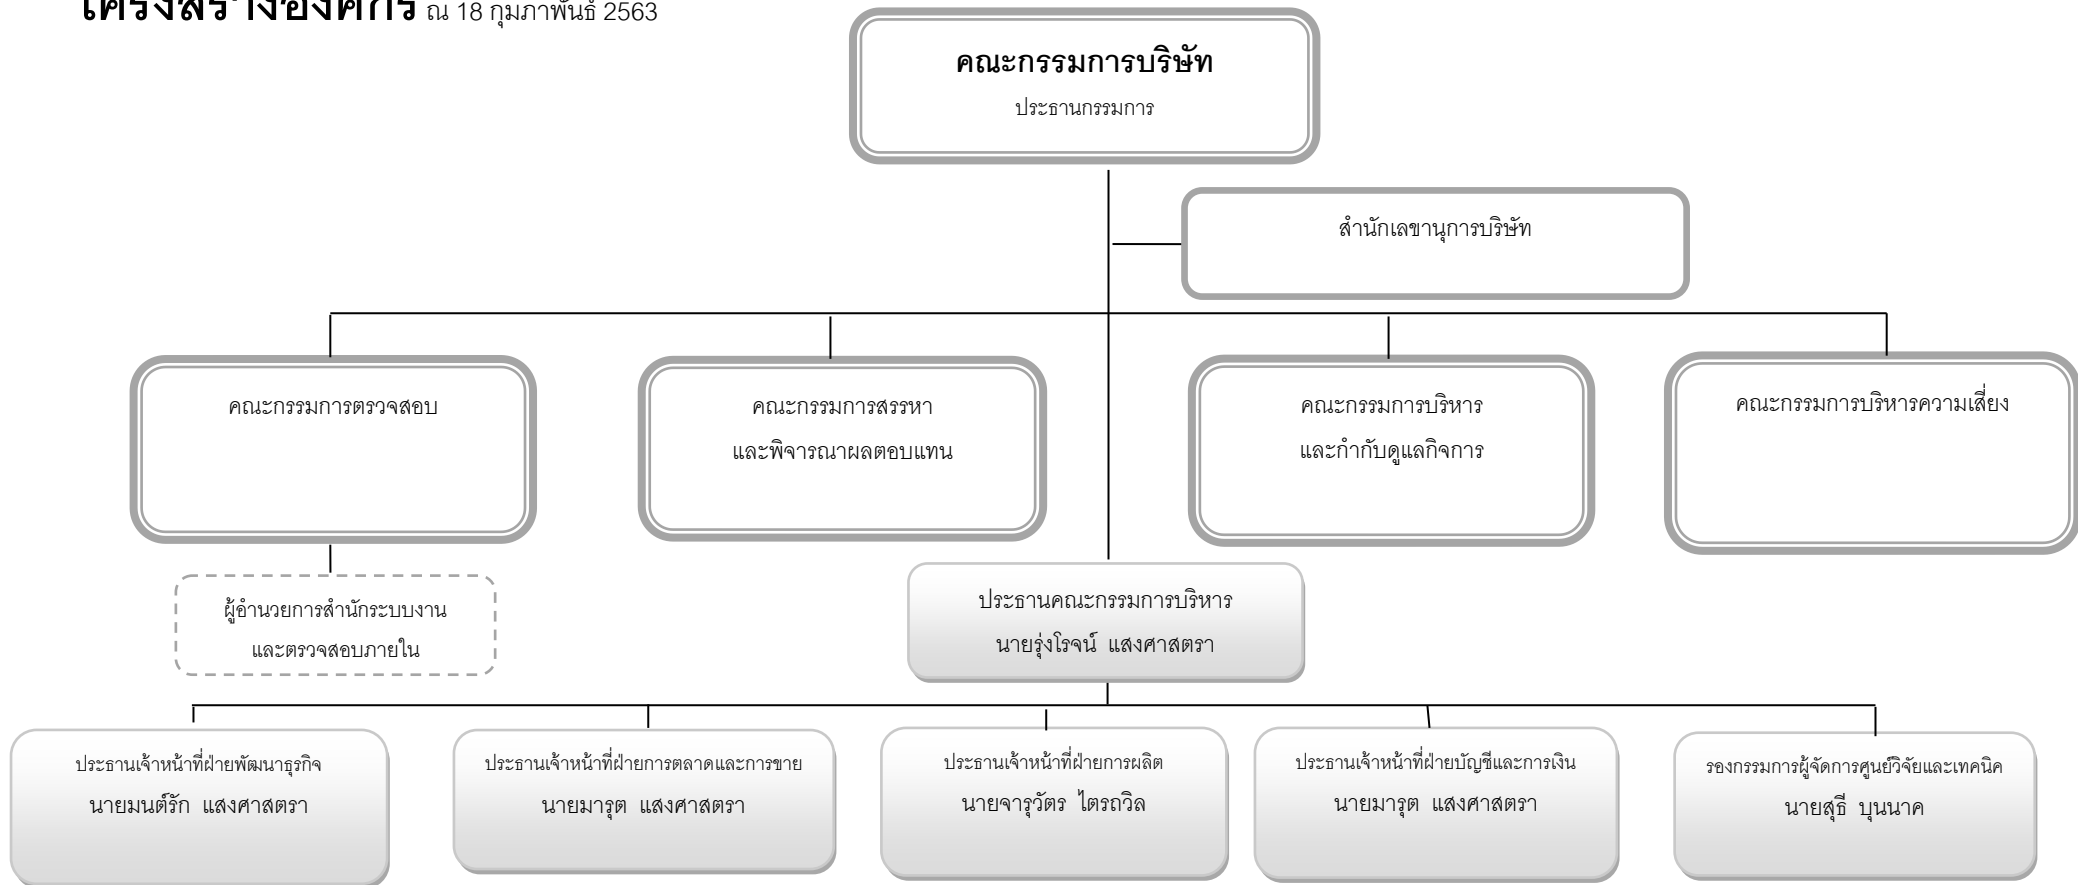 โครงสร้างองค์กร ณ 18 กุมภาพันธ์ 2563
คณะกรรมการบริษัท
ประธานกรรมการ
สำนักเลขานุการบริษัท
คณะกรรมการตรวจสอบ
คณะกรรมการสรรหา
และพิจารณาผลตอบแทน
คณะกรรมการบริหาร
และกำกับดูแลกิจการ
คณะกรรมการบริหารความเสี่ยง
ผู้อำนวยการสำนักระบบงาน
และตรวจสอบภายใน
ประธานคณะกรรมการบริหาร
นายรุ่งโรจน์ แสงศาสตรา
ประธานเจ้าหน้าที่ฝ่ายพัฒนาธุรกิจ
นายมนต์รัก แสงศาสตรา
ประธานเจ้าหน้าที่ฝ่ายการตลาดและการขาย
นายมารุต แสงศาสตรา
ประธานเจ้าหน้าที่ฝ่ายการผลิต
นายจารุวัตร ไตรถวิล
ประธานเจ้าหน้าที่ฝ่ายบัญชีและการเงิน
นายมารุต แสงศาสตรา
รองกรรมการผู้จัดการศูนย์วิจัยและเทคนิค
นายสุธี บุนนาค